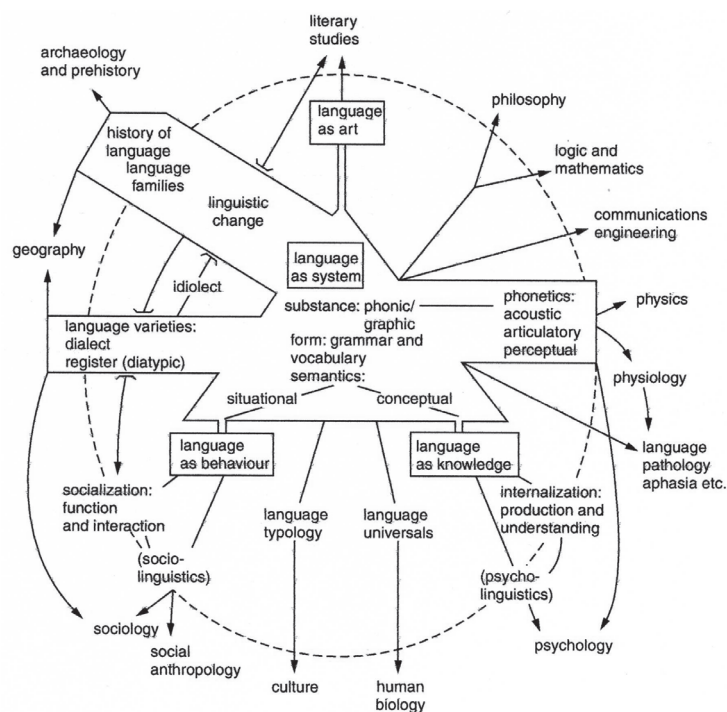 literary
studies
archaeology
and prehistory
philosophy
language
as art
history of
language
language
families
logic and
mathematics
linguistic
change
communications
engineering
geography
language
as system
idiolect
substance: phonic/
graphic
phonetics:
acoustic
articulatory
perceptual
physics
language varieties:
dialect
register (diatypic)
form: grammar and
vocabulary
semantics:
physiology
situational
conceptual
language
as behaviour
language
as knowledge
language
pathology
aphasia etc.
socialization:
function
and interaction
language
typology
language
universals
internalization:
production and
understanding
(socio-
linguistics)
(psycho-
linguistics)
sociology
social
anthropology
psychology
culture
human
biology